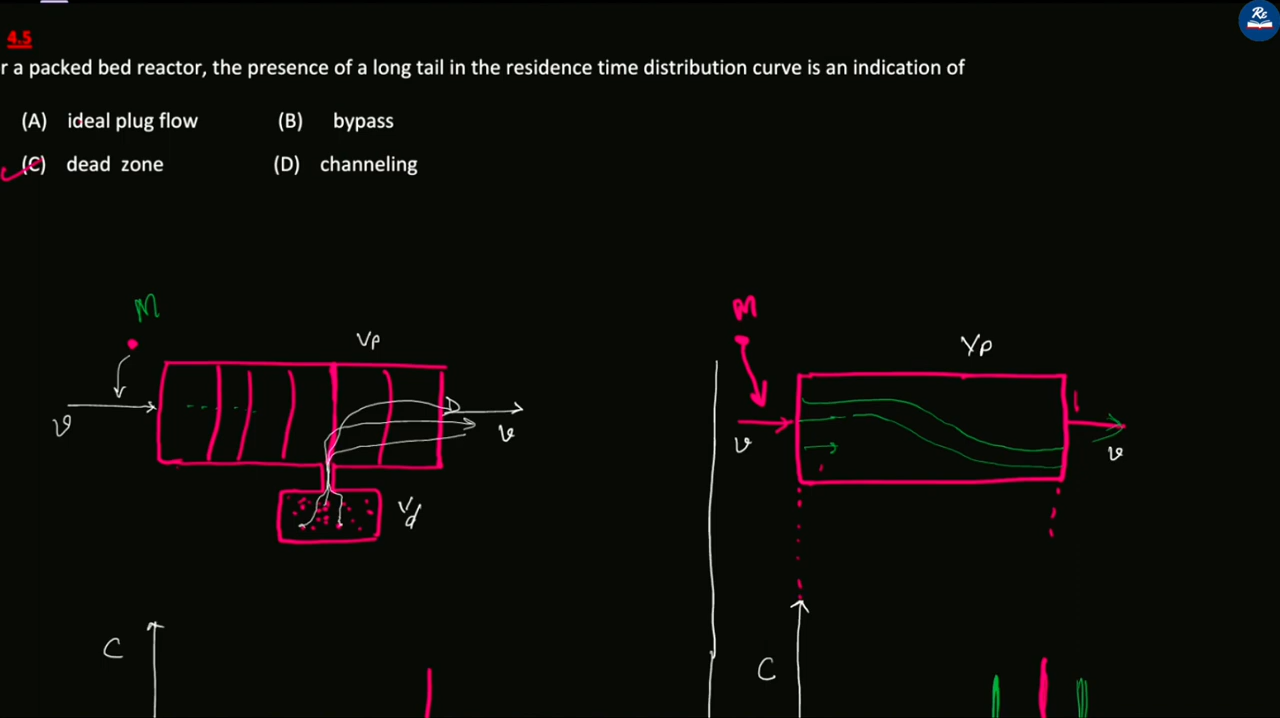 Re
4.5
r a packed bed reactor, the presence of a long tail in the residence time distribution curve is an indication of
(A) ideal plug flow (B) bypass
(C) dead zone (D) channeling
M M
Vp Vp
v v v v
Vd
C C